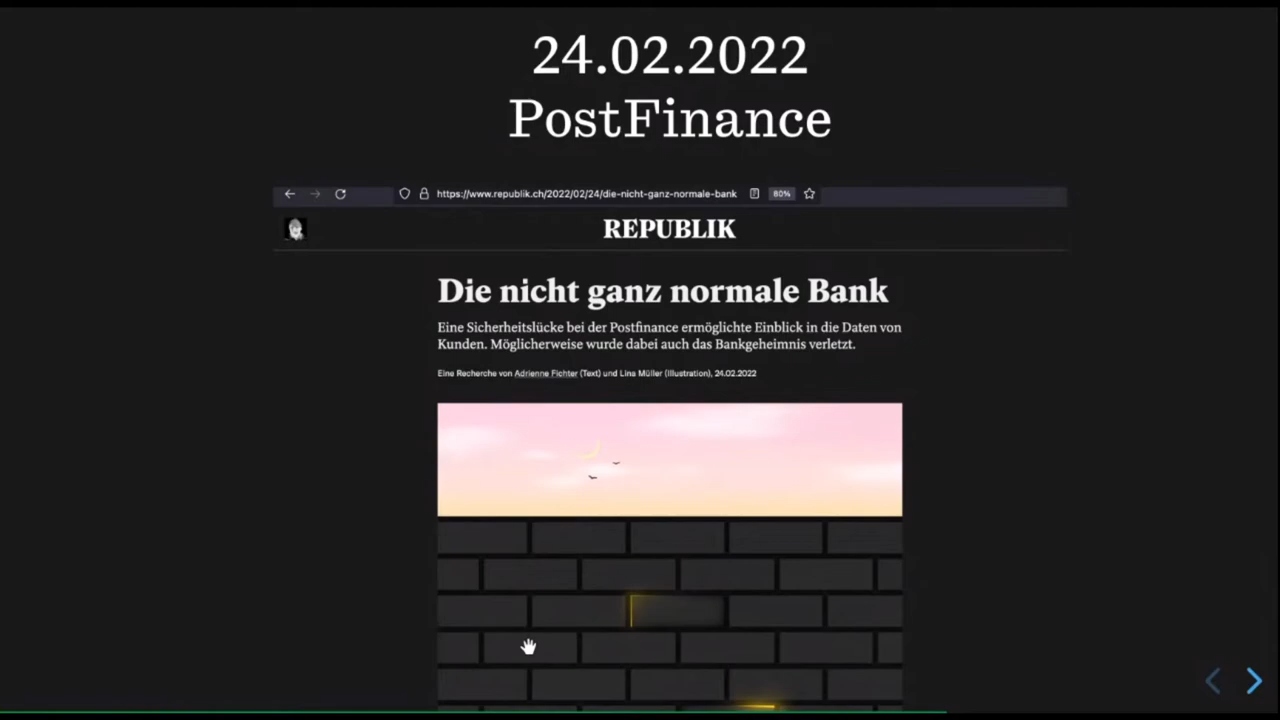 24.02.2022
PostFinance
https://www.republik.ch/2022/02/24/die-nicht-ganz-normale-bank 80%
REPUBLIK
Die nicht ganz normale Bank
Eine Sicherheitslücke bei der Postfinance ermöglichte Einblick in die Daten von
Kunden. Möglicherweise wurde dabei auch das Bankgeheimnis verletzt.
Eine Recherche von Adrienne Fichter (Text) und Lina Müller (Illustration), 24.02.2022